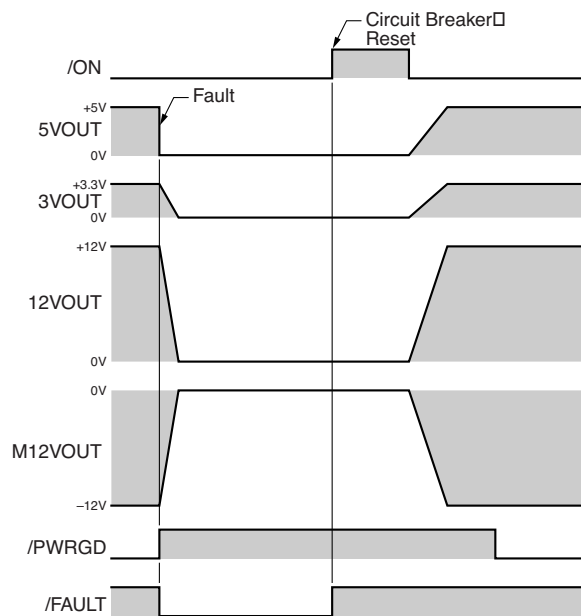 Circuit Breaker□
Reset
/ON
Fault
+5V
5VOUT
0V
+3.3V
3VOUT
0V
+12V
12VOUT
0V
0V
M12VOUT
–12V
/PWRGD
/FAULT